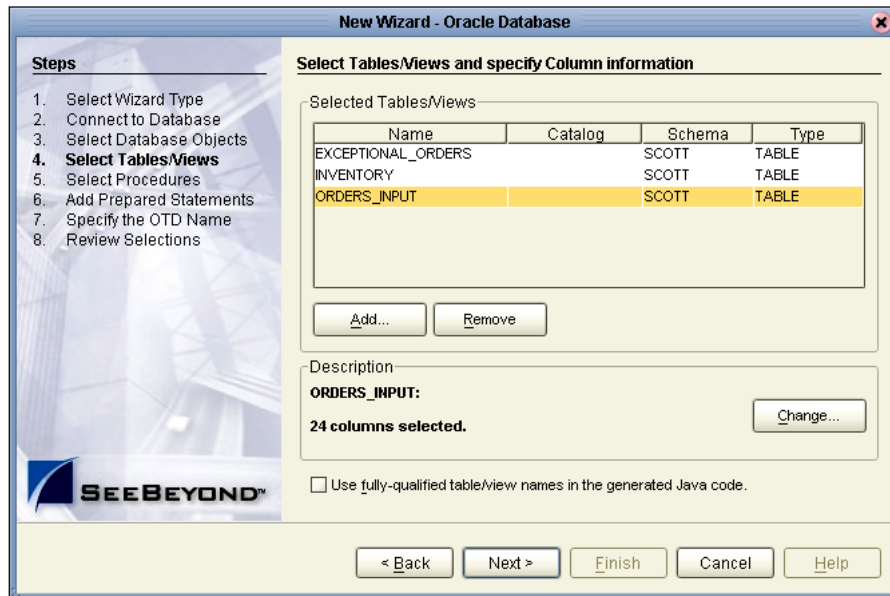 New Wizard - Oracle Database
Steps
1. Select Wizard Type
2. Connect to Database
3. Select Database Objects
4. Select Tables/Views
5. Select Procedures
6. Add Prepared Statements
7. Specify the OTD Name
8. Review Selections
SEEBEYOND™
Select Tables/Views and specify Column information
Selected Tables/Views
Name Catalog Schema Type
EXCEPTIONAL_ORDERS SCOTT TABLE
INVENTORY SCOTT TABLE
ORDERS_INPUT SCOTT TABLE
Add... Remove
Description
ORDERS_INPUT:
24 columns selected.
Change...
Use fully-qualified table/view names in the generated Java code.
< Back Next > Finish Cancel Help